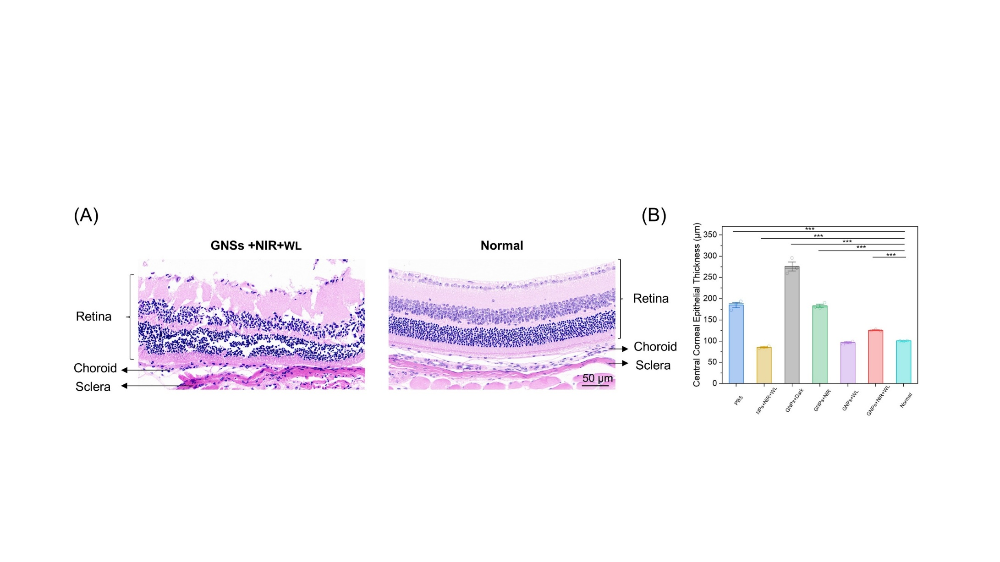 (A)
GNSs +NIR+WL
Normal
Retina
Choroid
Sclera
Retina
Choroid
Sclera
50 µm
(B)
Central Corneal Epithelial Thickness (µm)
350
300
250
200
150
100
50
0
***
***
***
***
***
PBS
NPs+NIR+WL
GNPs+Dark
GNPs+NIR
GNPs+WL
GNPs+NIR+WL
Normal